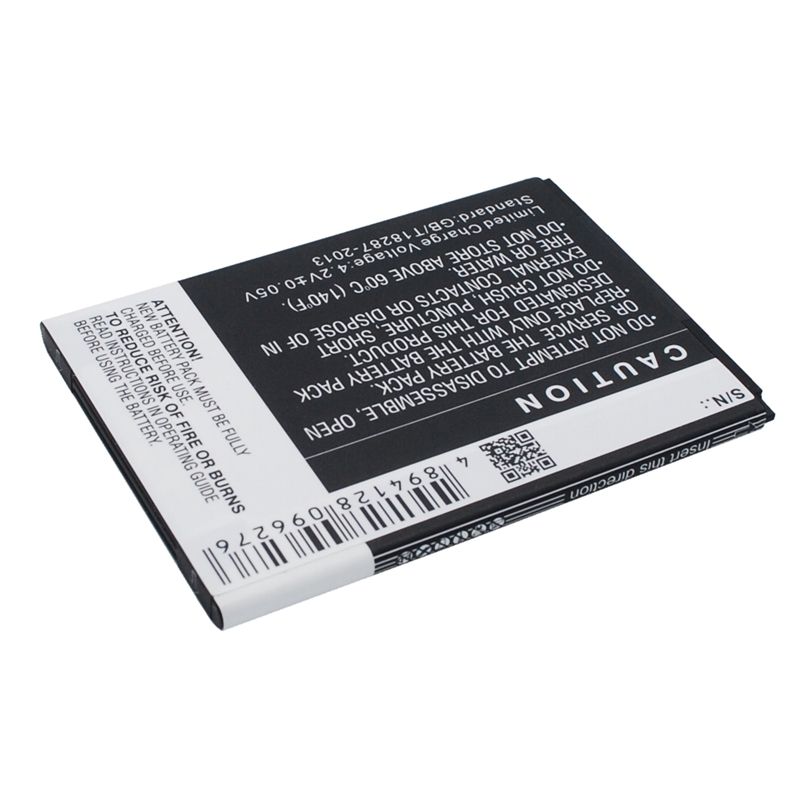 CAUTION
•DO NOT ATTEMPT TO DISASSEMBLE, OPEN
OR SERVICE THE BATTERY PACK.
•REPLACE ONLY WITH THE BATTERY PACK
DESIGNATED FOR THIS PRODUCT.
•DO NOT CRUSH, PUNCTURE, SHORT
EXTERNAL CONTACTS OR DISPOSE OF IN
FIRE OR WATER.
•DO NOT STORE ABOVE 60°C (140°F).
Limited Charge Voltage:4.2V±0.05V
Standard:GB/T18287-2013
S/N.:
ATTENTION!
NEW BATTERY PACK MUST BE FULLY
CHARGED BEFORE USE.
TO REDUCE RISK OF FIRE OR BURNS
READ INSTRUCTIONS IN OPERATING GUIDE
BEFORE USING THE BATTERY.
4894128096276
Insert this direction